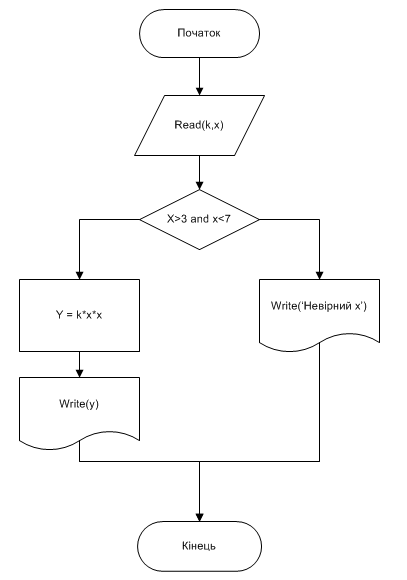 Початок
Read(k,x)
X>3 and x<7
Y = k*x*x
Write('Невірний х')
Write(y)
Кінець